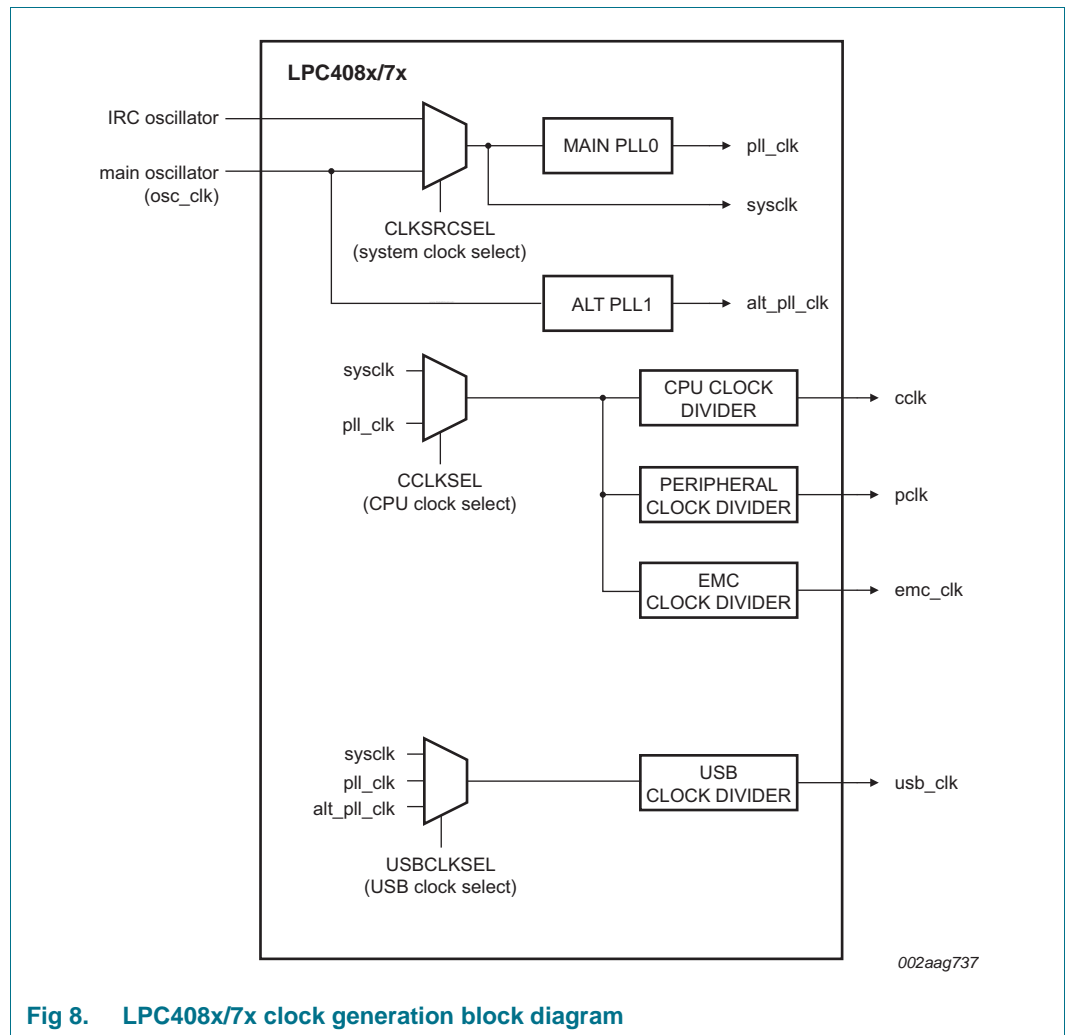 LPC408x/7x
IRC oscillator
main oscillator
(osc_clk)
CLKSRCSEL
(system clock select)
MAIN PLL0
pll_clk
sysclk
ALT PLL1
alt_pll_clk
sysclk
pll_clk
CCLKSEL
(CPU clock select)
CPU CLOCK
DIVIDER
cclk
PERIPHERAL
CLOCK DIVIDER
pclk
EMC
CLOCK DIVIDER
emc_clk
sysclk
pll_clk
alt_pll_clk
USBCLKSEL
(USB clock select)
USB
CLOCK DIVIDER
usb_clk
002aag737
Fig 8. LPC408x/7x clock generation block diagram